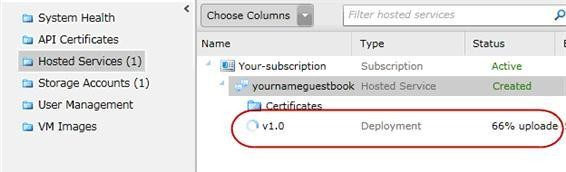 System Health
API Certificates
Hosted Services (1)
Storage Accounts (1)
User Management
VM Images
Choose Columns
Filter hosted services
Name Type Status
Your-subscription Subscription Active
yournameguestbook Hosted Service Created
Certificates
v1.0 Deployment 66% uploade